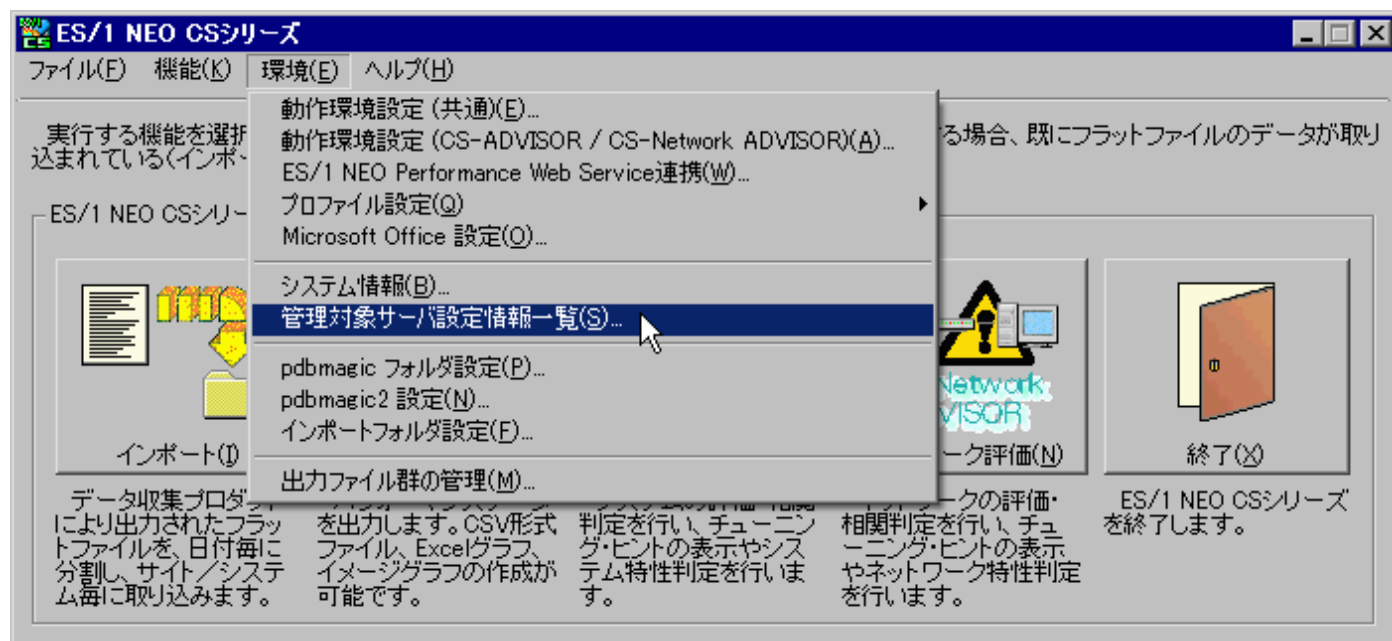 ES/1 NEO CSシリーズ
ファイル(F) 機能(K) 環境(E) ヘルプ(H)
動作環境設定 (共通)(E)...
動作環境設定 (CS-ADVISOR / CS-Network ADVISOR)(A)...
ES/1 NEO Performance Web Service連携(W)...
プロファイル設定(Q)
Microsoft Office 設定(O)...
システム情報(B)...
管理対象サーバ設定情報一覧(S)...
pdbmagic フォルダ設定(P)...
pdbmagic2 設定(N)...
インポートフォルダ設定(F)...
出力ファイル群の管理(M)...
実行する機能を選択
る場合、既にフラットファイルのデータが取り
込まれている(インポー
ES/1 NEO CSシリー
Network
VISOR
インポート(I)
ーク評価(N)
終了(X)
データ収集プロダ
により出力されたフラッ
トファイルを、日付毎に
分割し、サイト/システ
ム毎に取り込みます。
を出力します。CSV形式
ファイル、Excelグラフ、
イメージグラフの作成が
可能です。
判定を行い、チューニン
グ・ヒントの表示やシス
テム特性判定を行いま
す。
ークの評価・
相関判定を行い、チュ
ーニング・ヒントの表示
やネットワーク特性判定
を行います。
ES/1 NEO CSシリーズ
を終了します。